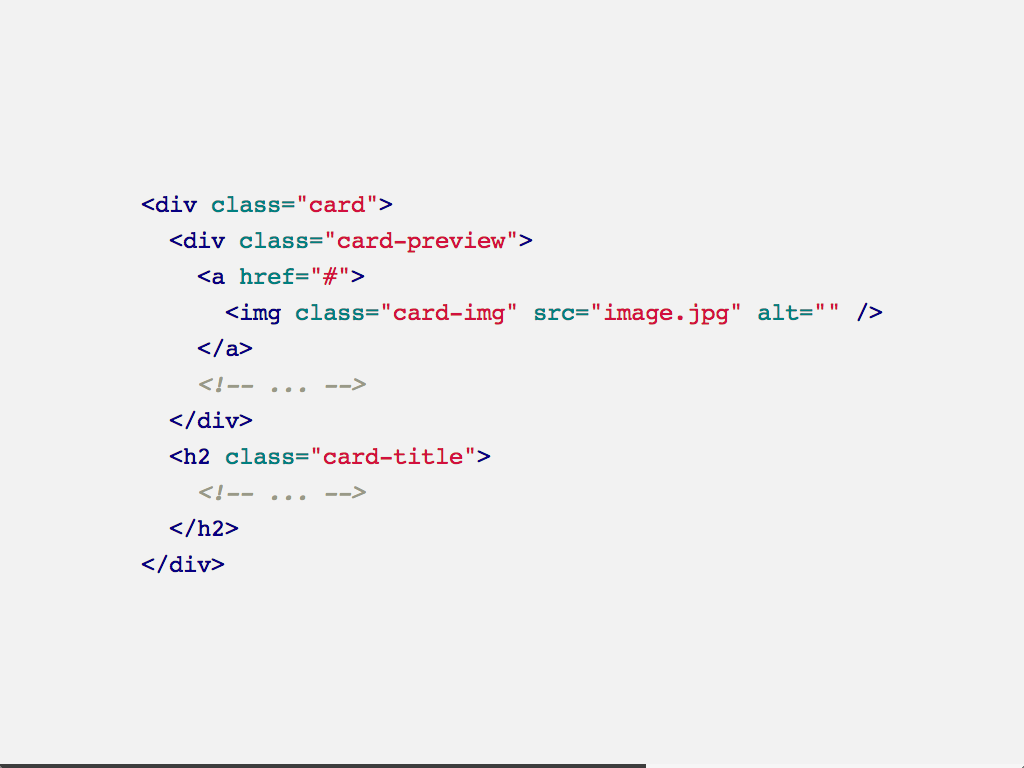 <div class="card">
  <div class="card-preview">
    <a href="#">
      <img class="card-img" src="image.jpg" alt="" />
    </a>
    <!-- ... -->
  </div>
  <h2 class="card-title">
    <!-- ... -->
  </h2>
</div>